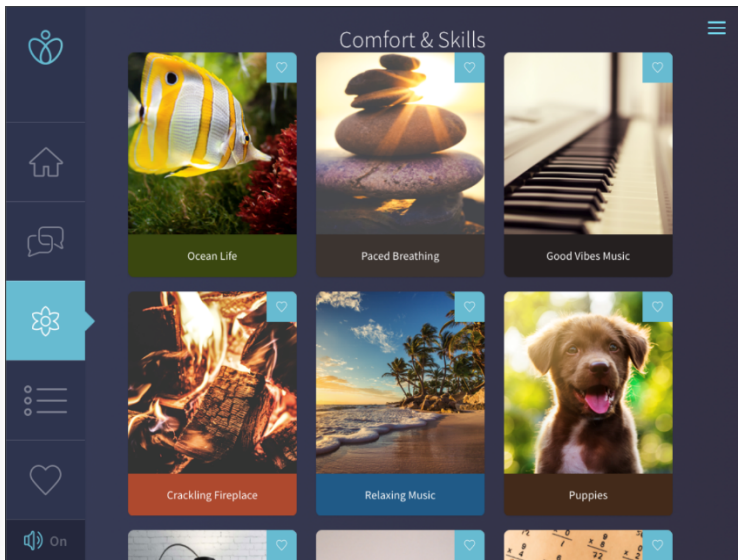 Comfort & Skills
Ocean Life
Paced Breathing
Good Vibes Music
Crackling Fireplace
Relaxing Music
Puppies
On